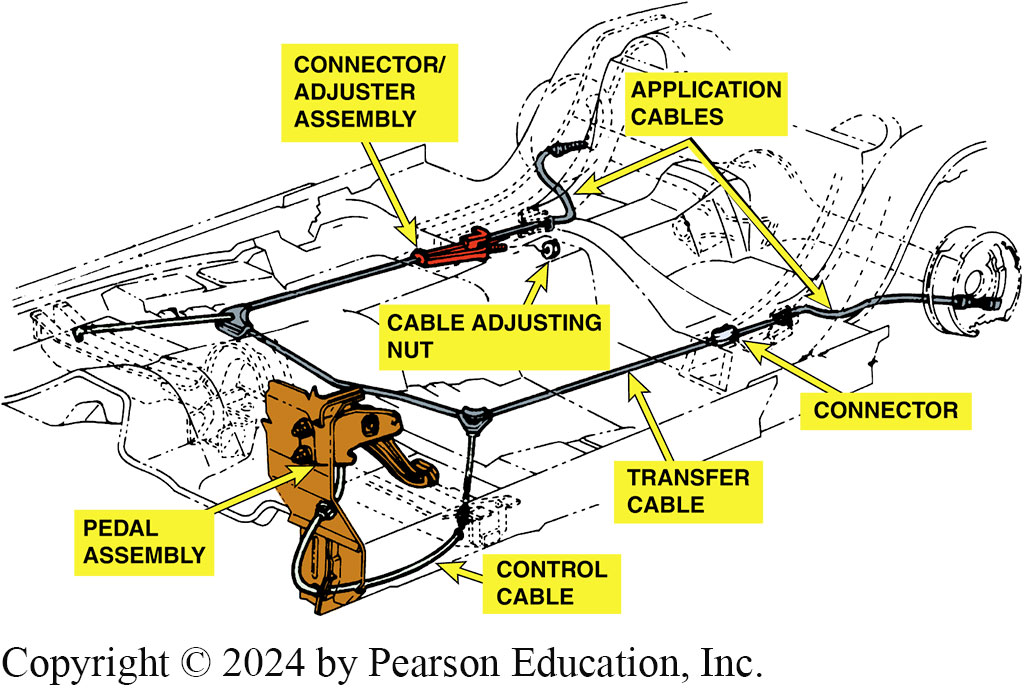 CONNECTOR/
ADJUSTER
ASSEMBLY
APPLICATION
CABLES
CABLE ADJUSTING
NUT
CONNECTOR
TRANSFER
CABLE
PEDAL
ASSEMBLY
CONTROL
CABLE
Copyright © 2024 by Pearson Education, Inc.